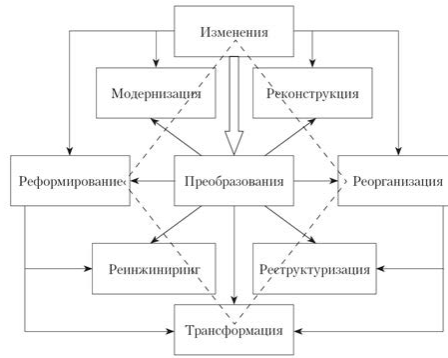 Изменения
Модернизация
Реконструкция
Реформирование
Преобразования
Реорганизация
Реинжиниринг
Реструктуризация
Трансформация